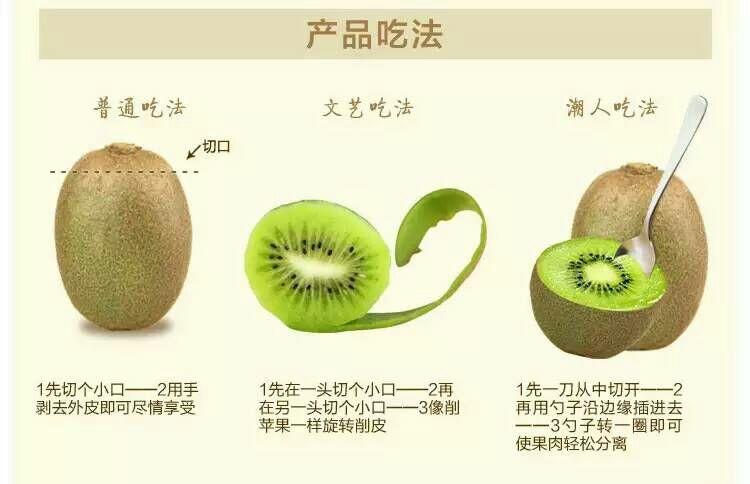 产品吃法
普通吃法
切口
1先切个小口——2用手
剥去外皮即可尽情享受
文艺吃法
1先在一头切个小口——2再
在另一头切个小口——3像削
苹果一样旋转削皮
潮人吃法
1先一刀从中切开——2
再用勺子沿边缘插进去
——3勺子转一圈即可
使果肉轻松分离